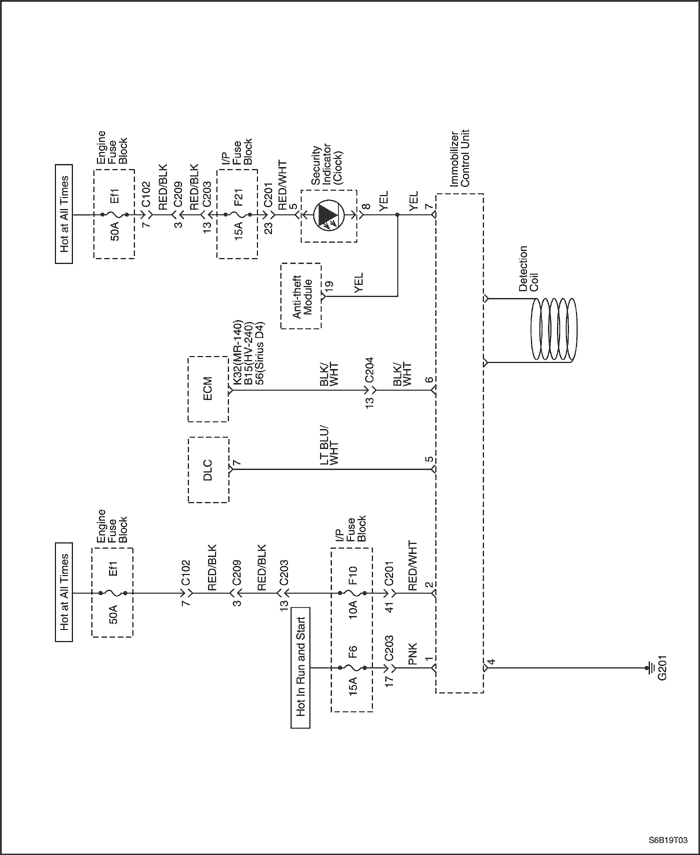 Hot at All Times
Engine
Fuse
Block
Ef1
50A
7
C102
RED/BLK
3
C209
RED/BLK
13
C203
I/P
Fuse
Block
F21
15A
23
C201
RED/WHT
5
Security
Indicator
(Clock)
8
YEL
YEL
7
Immobilizer
Control Unit
Anti-theft
Module
19
YEL
ECM
K32(MR-140)
B15(HV-240)
56(Sirius D4)
BLK/
WHT
13
C204
BLK/
WHT
6
Detection
Coil
DLC
7
LT BLU/
WHT
5
Hot at All Times
Engine
Fuse
Block
Ef1
50A
7
C102
RED/BLK
3
C209
RED/BLK
13
C203
I/P
Fuse
Block
F10
10A
41
C201
RED/WHT
2
Hot In Run and Start
F6
15A
17
C203
PNK
1
4
G201
S6B19T03